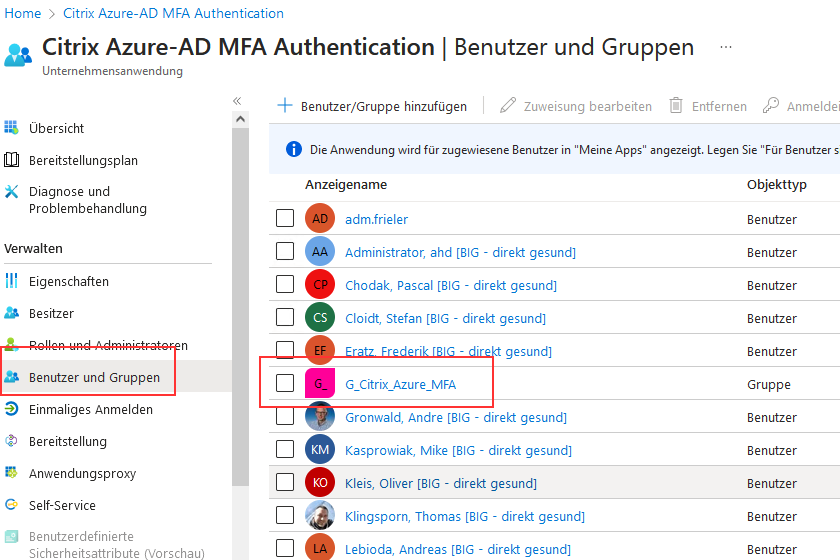 Home > Citrix Azure-AD MFA Authentication
Citrix Azure-AD MFA Authentication | Benutzer und Gruppen ...
Unternehmensanwendung
«
Übersicht
Bereitstellungsplan
Diagnose und
Problembehandlung
Verwalten
Eigenschaften
Besitzer
Rollen und Administratoren
Benutzer und Gruppen
Einmaliges Anmelden
Bereitstellung
Anwendungsproxy
Self-Service
Benutzerdefinierte
Sicherheitsattribute (Vorschau)
+ Benutzer/Gruppe hinzufügen | Zuweisung bearbeiten Entfernen Anmeldei
Die Anwendung wird für zugewiesene Benutzer in "Meine Apps" angezeigt. Legen Sie "Für Benutzer s
Anzeigename Objekttyp
AD adm.frieler Benutzer
AA Administrator, ahd [BIG - direkt gesund] Benutzer
CP Chodak, Pascal [BIG - direkt gesund] Benutzer
CS Cloidt, Stefan [BIG - direkt gesund] Benutzer
EF Eratz, Frederik [BIG - direkt gesund] Benutzer
G_ G_Citrix_Azure_MFA Gruppe
Gronwald, Andre [BIG - direkt gesund] Benutzer
KM Kasprowiak, Mike [BIG - direkt gesund] Benutzer
KO Kleis, Oliver [BIG - direkt gesund] Benutzer
Klingsporn, Thomas [BIG - direkt gesund] Benutzer
LA Lebioda, Andreas [BIG - direkt gesund] Benutzer